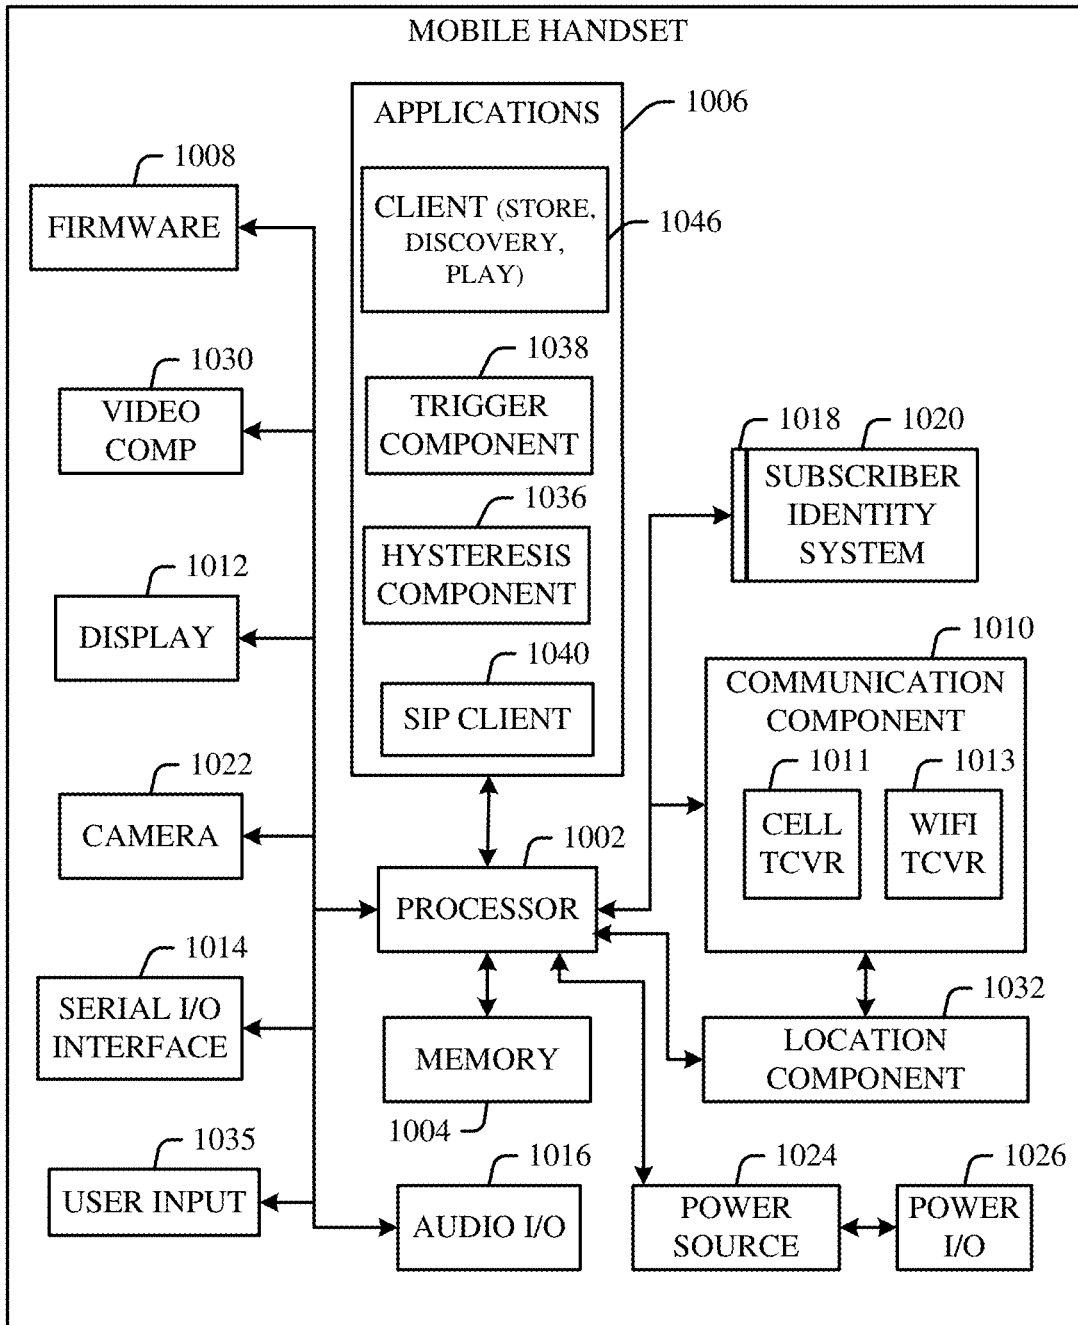 MOBILE HANDSET
APPLICATIONS
1006
CLIENT (STORE,
DISCOVERY,
PLAY)
1046
1038
TRIGGER
COMPONENT
1036
HYSTERESIS
COMPONENT
1040
SIP CLIENT
1008
FIRMWARE
1030
VIDEO
COMP
1012
DISPLAY
1022
CAMERA
1014
SERIAL I/O
INTERFACE
1035
USER INPUT
1002
PROCESSOR
MEMORY
1004
1016
AUDIO I/O
1018
1020
SUBSCRIBER
IDENTITY
SYSTEM
1010
COMMUNICATION
COMPONENT
1011
CELL
TCVR
1013
WIFI
TCVR
1032
LOCATION
COMPONENT
1024
POWER
SOURCE
1026
POWER
I/O